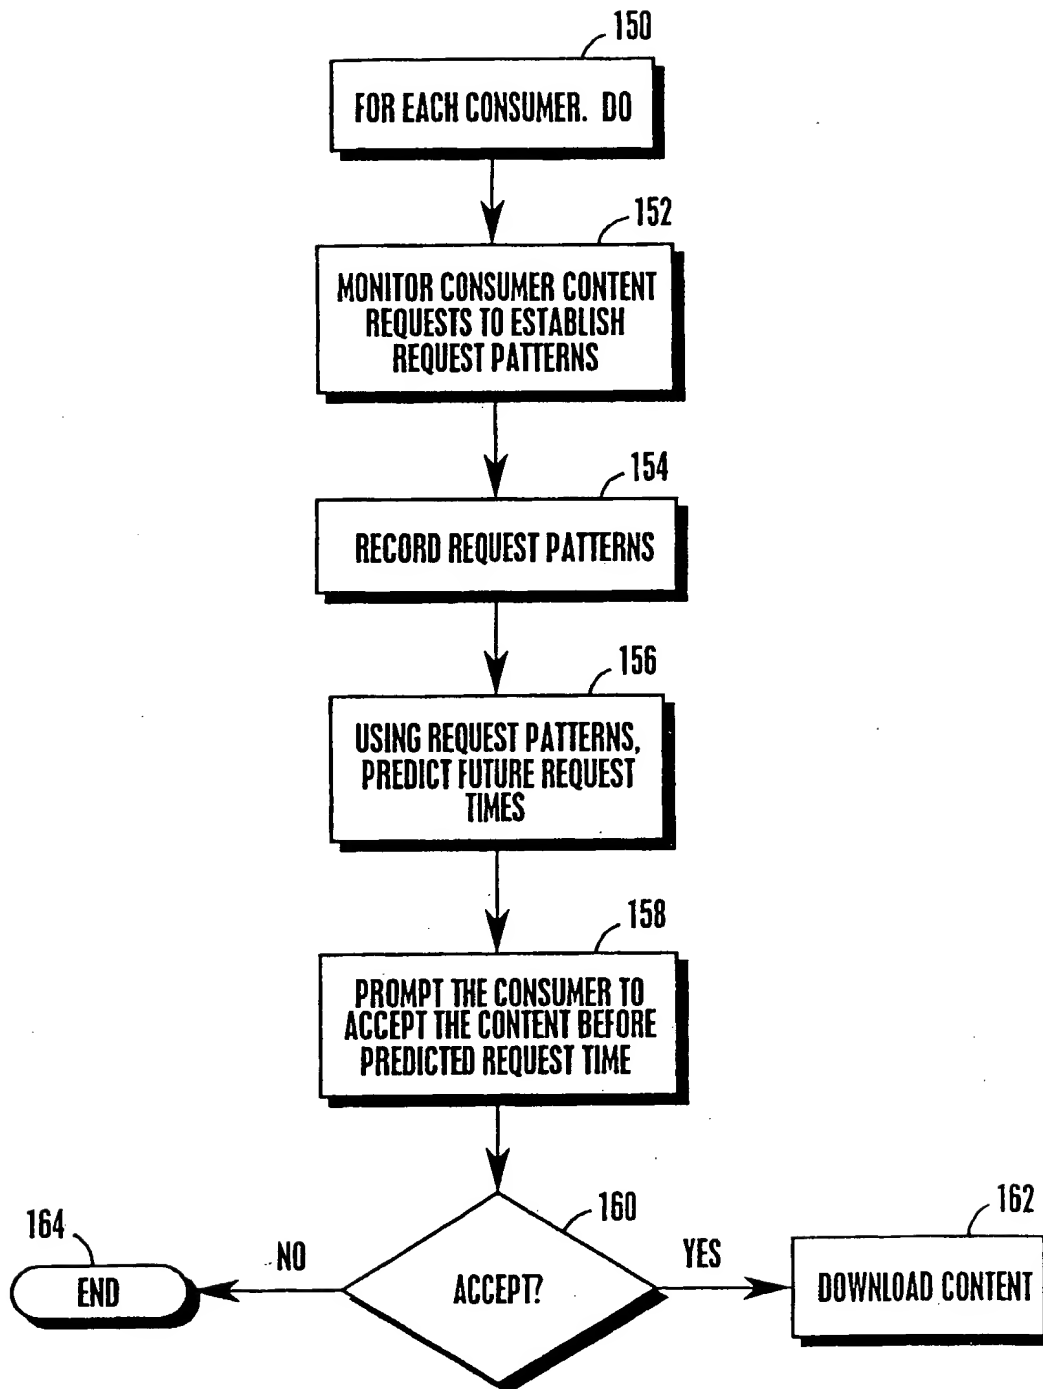 150
FOR EACH CONSUMER. DO
152
MONITOR CONSUMER CONTENT
REQUESTS TO ESTABLISH
REQUEST PATTERNS
154
RECORD REQUEST PATTERNS
156
USING REQUEST PATTERNS,
PREDICT FUTURE REQUEST
TIMES
158
PROMPT THE CONSUMER TO
ACCEPT THE CONTENT BEFORE
PREDICTED REQUEST TIME
160
ACCEPT?
NO
164
END
YES
162
DOWNLOAD CONTENT